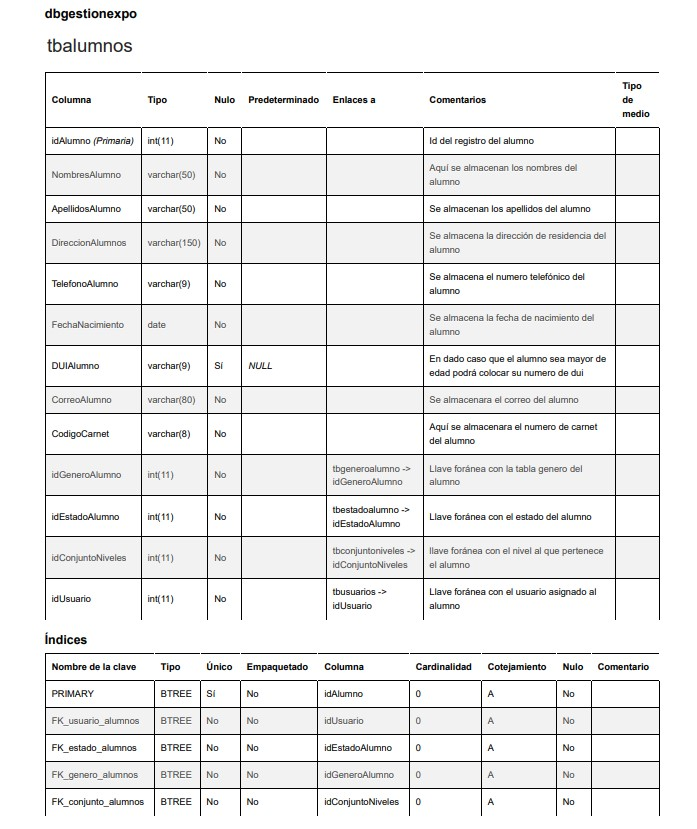 dbgestionexpo
tbalumnos
Columna Tipo Nulo Predeterminado Enlaces a Comentarios Tipo de medio
idAlumno (Primaria) int(11) No Id del registro del alumno
NombresAlumno varchar(50) No Aquí se almacenan los nombres del alumno
ApellidosAlumno varchar(50) No Se almacenan los apellidos del alumno
DireccionAlumnos varchar(150) No Se almacena la dirección de residencia del alumno
TelefonoAlumno varchar(9) No Se almacena el numero telefónico del alumno
FechaNacimiento date No Se almacena la fecha de nacimiento del alumno
DUIAlumno varchar(9) Sí NULL En dado caso que el alumno sea mayor de edad podrá colocar su numero de dui
CorreoAlumno varchar(80) No Se almacenara el correo del alumno
CodigoCarnet varchar(8) No Aquí se almacenara el numero de carnet del alumno
idGeneroAlumno int(11) No tbgeneroalumno -> idGeneroAlumno Llave foránea con la tabla genero del alumno
idEstadoAlumno int(11) No tbestadoalumno -> idEstadoAlumno Llave foránea con el estado del alumno
idConjuntoNiveles int(11) No tbconjuntoniveles -> idConjuntoNiveles llave foránea con el nivel al que pertenece el alumno
idUsuario int(11) No tbusuarios -> idUsuario Llave foránea con el usuario asignado al alumno
Índices
Nombre de la clave Tipo Único Empaquetado Columna Cardinalidad Cotejamiento Nulo Comentario
PRIMARY BTREE Sí No idAlumno 0 A No
FK_usuario_alumnos BTREE No No idUsuario 0 A No
FK_estado_alumnos BTREE No No idEstadoAlumno 0 A No
FK_genero_alumnos BTREE No No idGeneroAlumno 0 A No
FK_conjunto_alumnos BTREE No No idConjuntoNiveles 0 A No